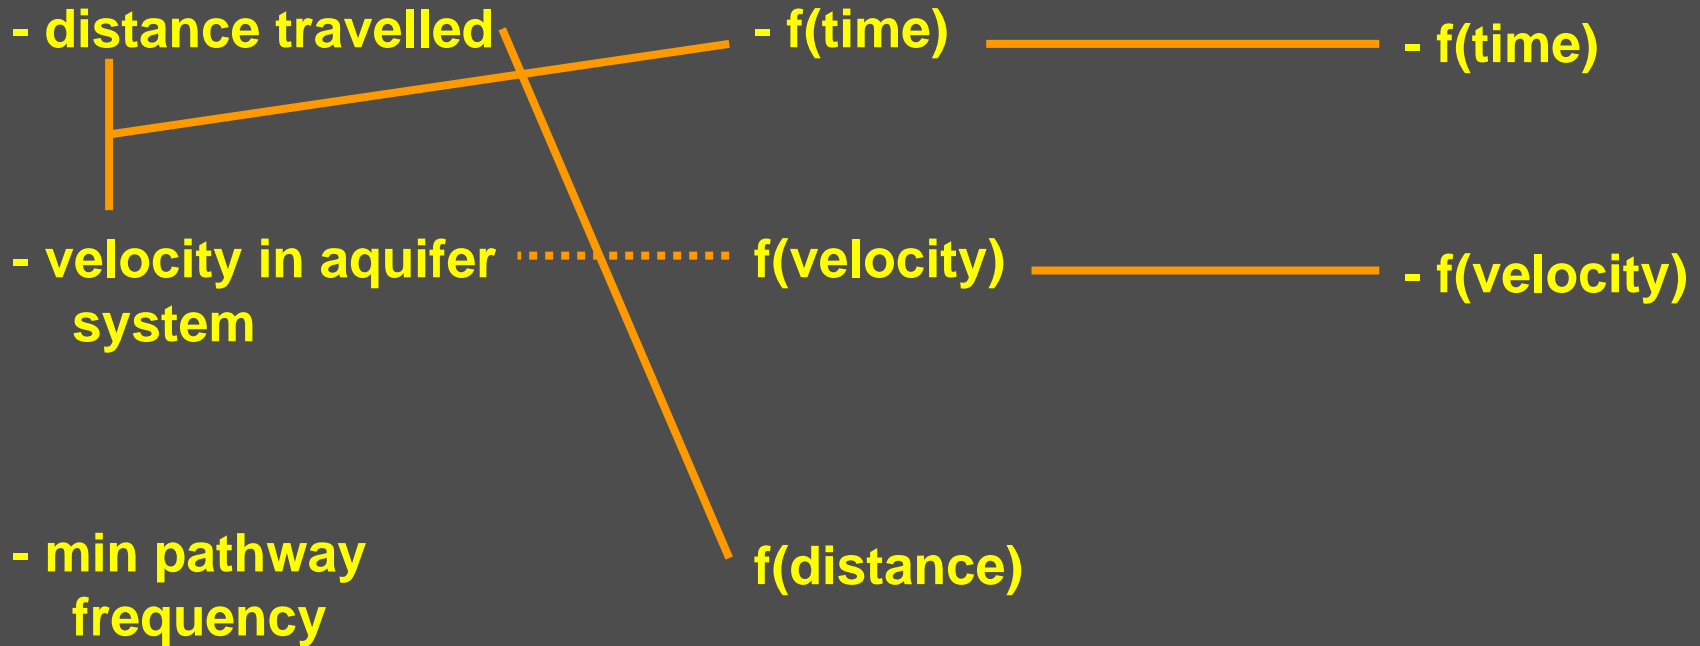 - distance travelled
- f(time)
- f(time)
- velocity in aquifer
system
f(velocity)
- f(velocity)
- min pathway
frequency
f(distance)